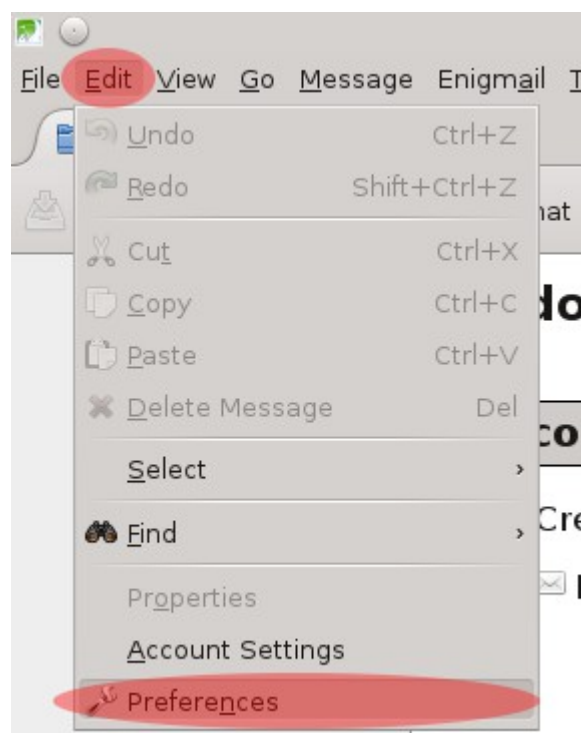 File Edit View Go Message Enigmail T
Undo Ctrl+Z
Redo Shift+Ctrl+Z
Cut Ctrl+X
Copy Ctrl+C
Paste Ctrl+V
Delete Message Del
Select
Find
Properties
Account Settings
Preferences